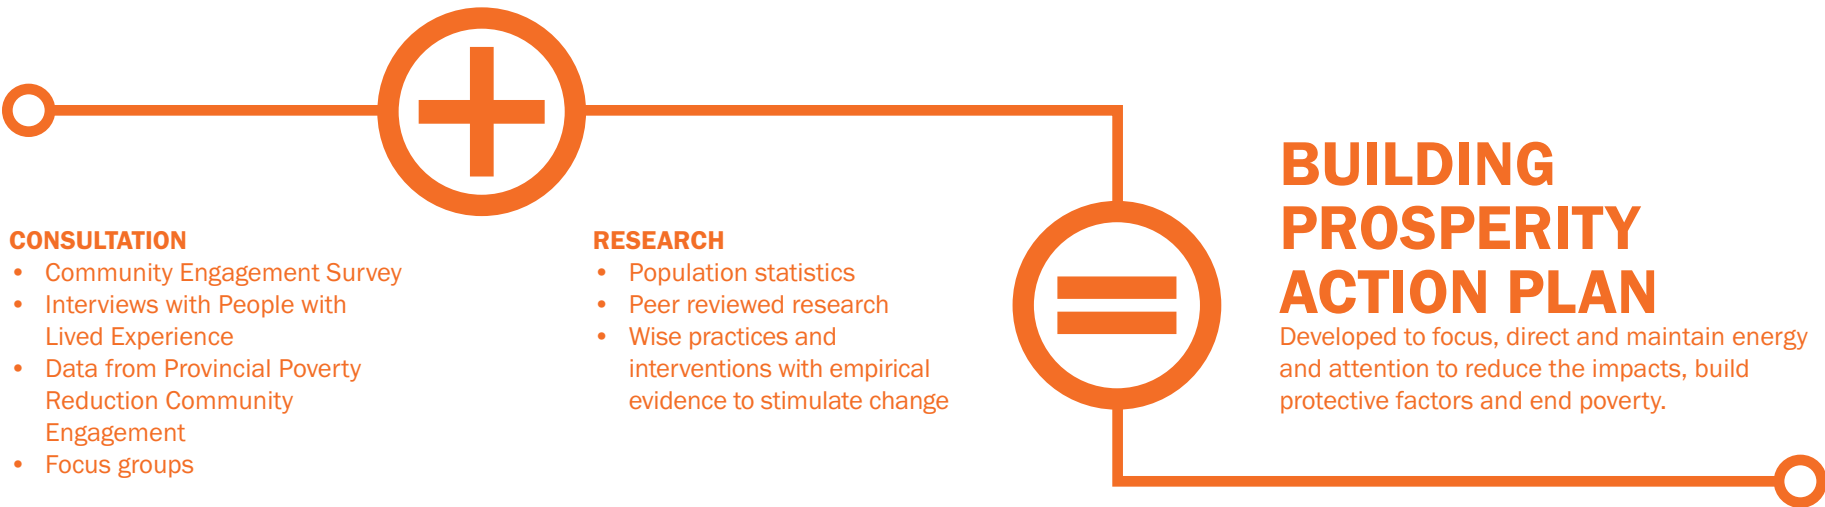 CONSULTATION
• Community Engagement Survey
• Interviews with People with
Lived Experience
• Data from Provincial Poverty
Reduction Community
Engagement
• Focus groups
RESEARCH
• Population statistics
• Peer reviewed research
• Wise practices and
interventions with empirical
evidence to stimulate change
BUILDING
PROSPERITY
ACTION PLAN
Developed to focus, direct and maintain energy
and attention to reduce the impacts, build
protective factors and end poverty.